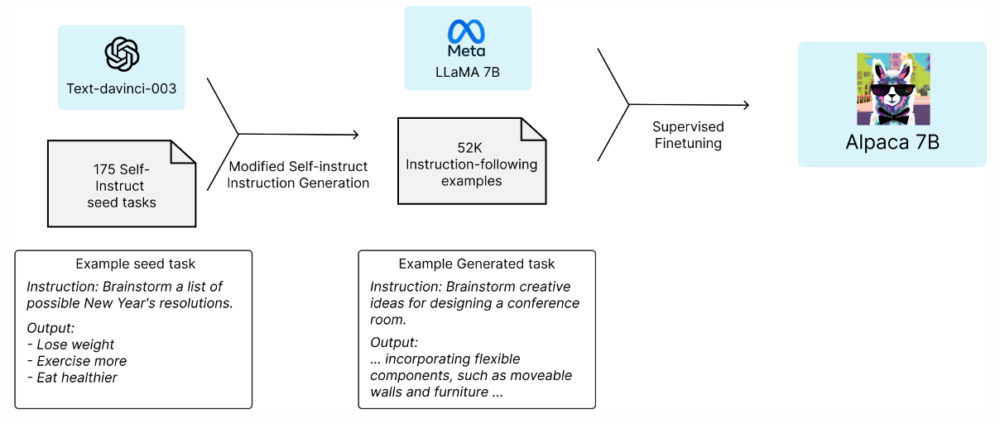 Text-davinci-003
175 Self-
Instruct
seed tasks
Modified Self-instruct
Instruction Generation
Meta
LLaMA 7B
52K
Instruction-following
examples
Supervised
Finetuning
Alpaca 7B
Example seed task
Instruction: Brainstorm a list of
possible New Year's resolutions.
Output:
- Lose weight
- Exercise more
- Eat healthier
Example Generated task
Instruction: Brainstorm creative
ideas for designing a conference
room.
Output:
... incorporating flexible
components, such as moveable
walls and furniture ...